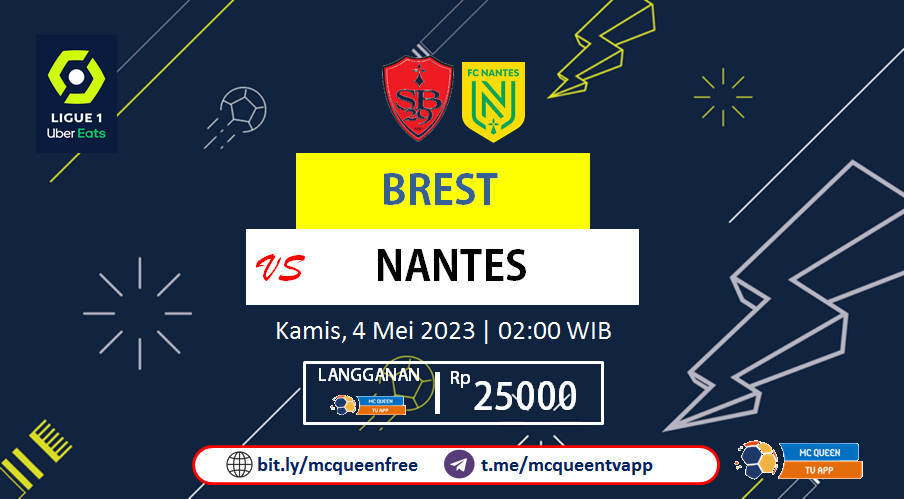 LIGUE 1
Uber Eats
SB
29
FC NANTES
N
BREST
VS NANTES
Kamis, 4 Mei 2023 | 02:00 WIB
LANGGANAN
MC QUEEN
TV APP
Rp 25000
bit.ly/mcqueenfree t.me/mcqueentvapp
MC QUEEN
TV APP